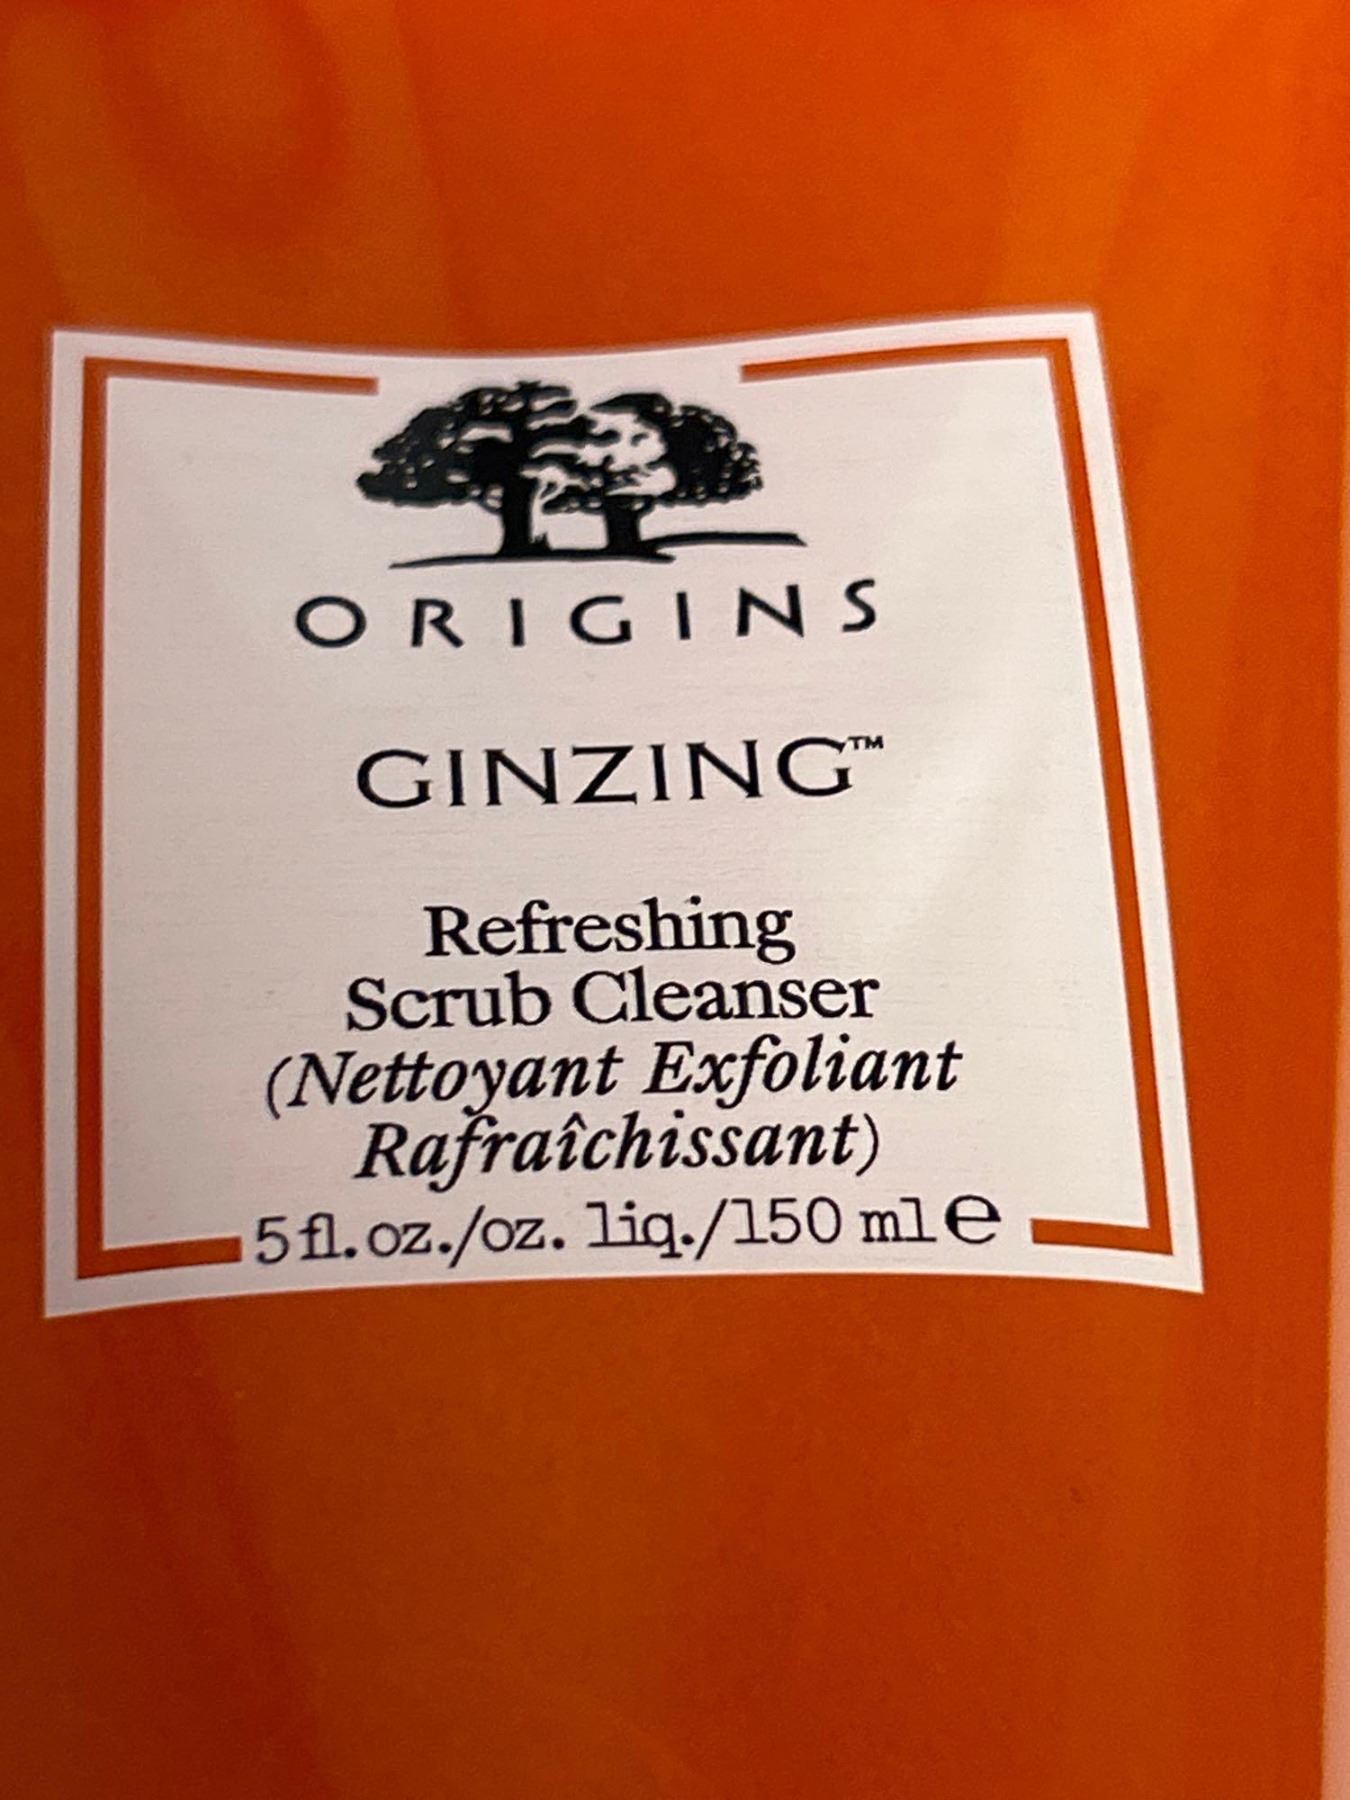 ORIGINS
GINZING™
Refreshing
Scrub Cleanser
(Nettoyant Exfoliant
Rafraîchissant)
5 fl. oz./oz. liq./150 ml e